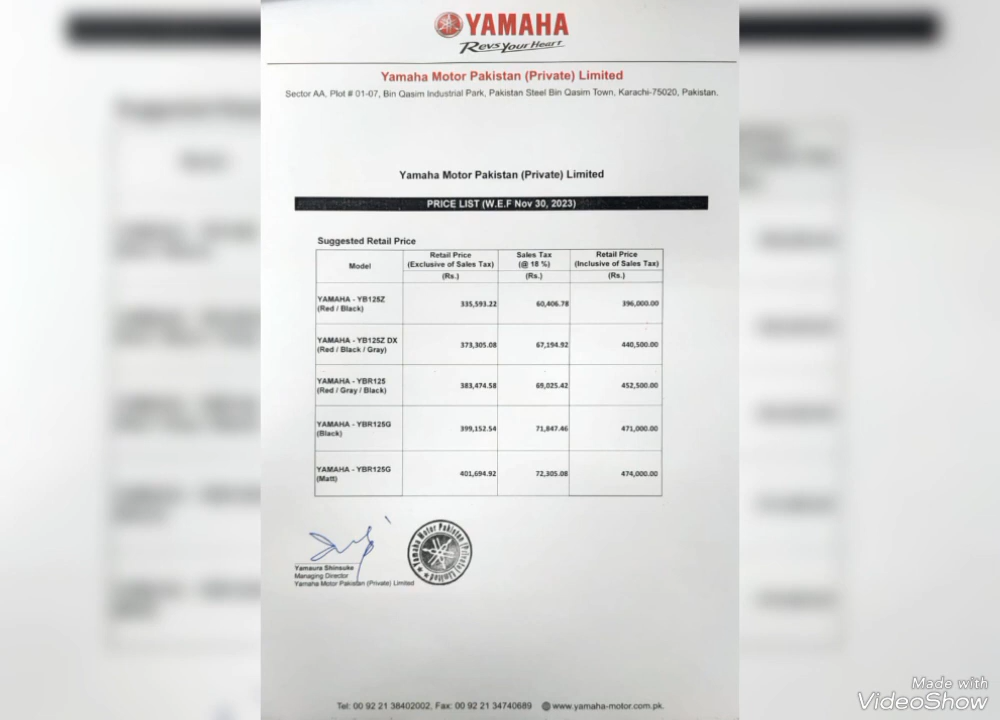 YAMAHA
Revs Your Heart
Yamaha Motor Pakistan (Private) Limited
Sector AA, Plot # 01-07, Bin Qasim Industrial Park, Pakistan Steel Bin Qasim Town, Karachi-75020, Pakistan.
Yamaha Motor Pakistan (Private) Limited
PRICE LIST (W.E.F Nov 30, 2023)
Suggested Retail Price
Model
Retail Price
(Exclusive of Sales Tax)
(Rs.)
Sales Tax
(@ 18 %)
(Rs.)
Retail Price
(Inclusive of Sales Tax)
(Rs.)
YAMAHA - YB125Z
(Red / Black)
335,593.22
60,406.78
396,000.00
YAMAHA - YB125Z DX
(Red / Black / Gray)
373,305.08
67,194.92
440,500.00
YAMAHA - YBR125
(Red / Gray / Black)
383,474.58
69,025.42
452,500.00
YAMAHA - YBR125G
(Black)
399,152.54
71,847.46
471,000.00
YAMAHA - YBR125G
(Matt)
401,694.92
72,305.08
474,000.00
Yamaura Shinsuke
Managing Director
Yamaha Motor Pakistan (Private) Limited
Yamaha Motor Pakistan (Private) Limited
Tel: 00 92 21 38402002, Fax: 00 92 21 34740689 www.yamaha-motor.com.pk.
Made with
VideoShow